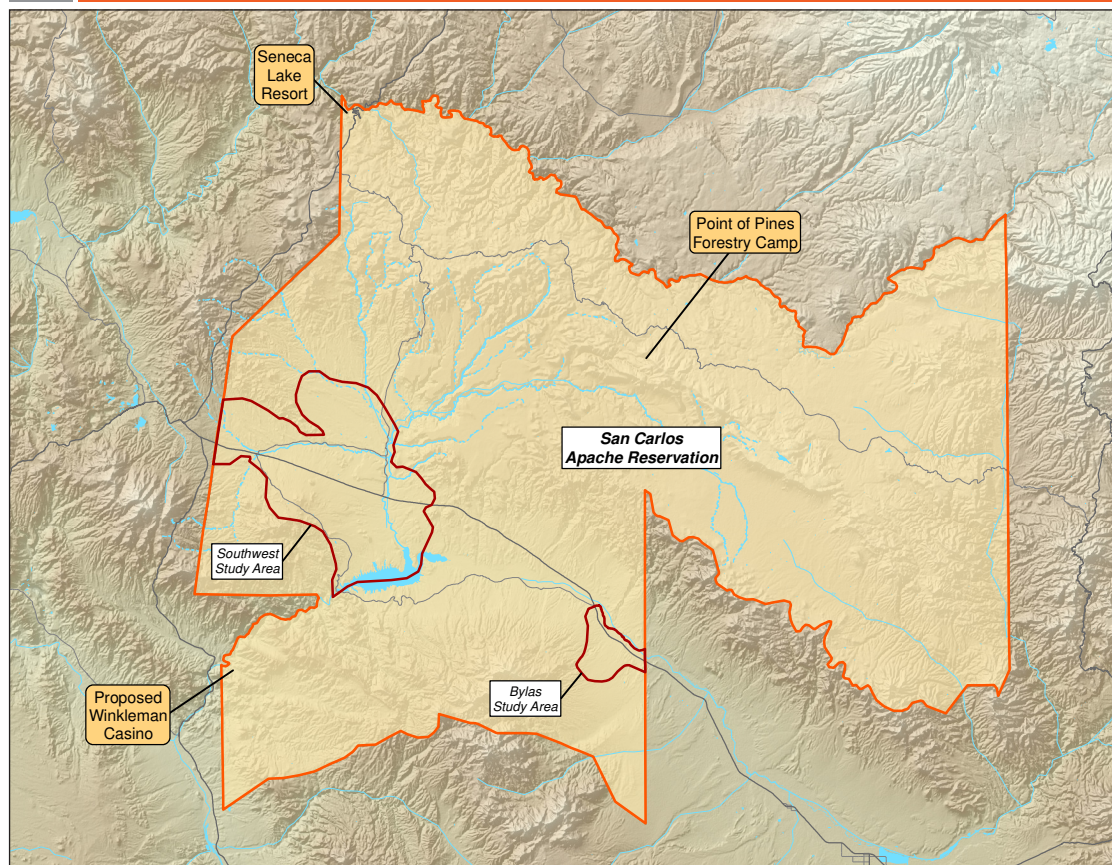 Seneca
Lake
Resort
Point of Pines
Forestry Camp
San Carlos
Apache Reservation
Southwest
Study Area
Bylas
Study Area
Proposed
Winkleman
Casino